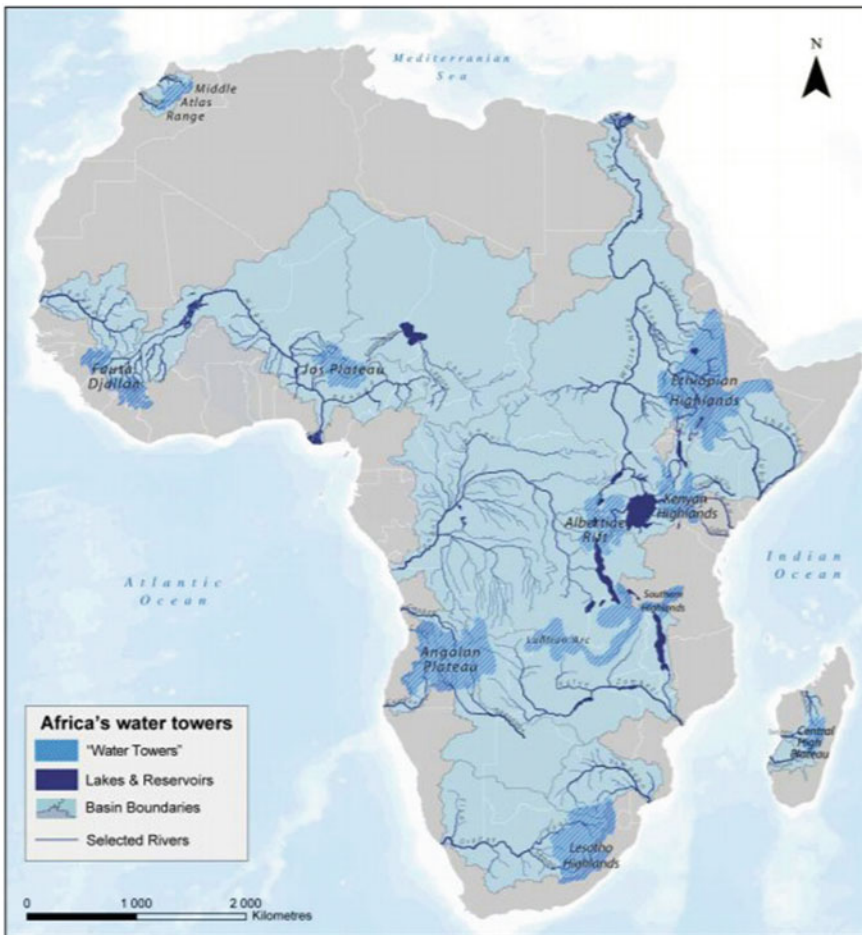 N
Mediterranean
Sea
Middle
Atlas
Range
Fouta
Djallan
Jos Plateau
Ethiopian
Highlands
Kenyan
Highlands
Albertine
Rift
Indian
Ocean
Atlantic
Ocean
Southern
Highlands
Lufilian Arc
Angolan
Plateau
Central
High
Plateau
Lesotho
Highlands
Africa's water towers
"Water Towers"
Lakes & Reservoirs
Basin Boundaries
Selected Rivers
0 1 000 2 000
Kilometres